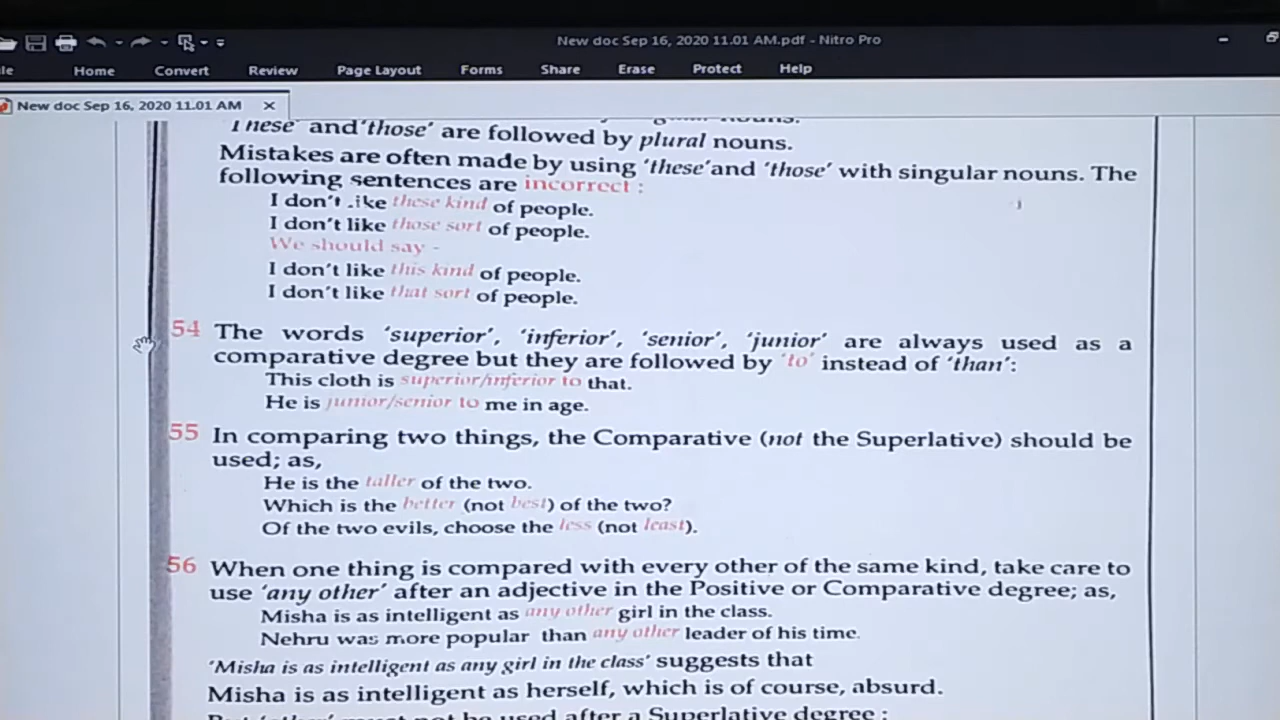 New doc Sep 16, 2020 11.01 AM.pdf - Nitro Pro
Home Convert Review Page Layout Forms Share Erase Protect Help
New doc Sep 16, 2020 11.01 AM ×
nouns.
'These' and 'those' are followed by plural nouns.
Mistakes are often made by using 'these' and 'those' with singular nouns. The
following sentences are incorrect :
I don't like these kind of people.
I don't like those sort of people.
We should say -
I don't like this kind of people.
I don't like that sort of people.
54 The words 'superior', 'inferior', 'senior', 'junior' are always used as a
comparative degree but they are followed by 'to' instead of 'than':
This cloth is superior/inferior to that.
He is junior/senior to me in age.
55 In comparing two things, the Comparative (not the Superlative) should be
used; as,
He is the taller of the two.
Which is the better (not best) of the two?
Of the two evils, choose the less (not least).
56 When one thing is compared with every other of the same kind, take care to
use 'any other' after an adjective in the Positive or Comparative degree; as,
Misha is as intelligent as any other girl in the class.
Nehru was more popular than any other leader of his time.
'Misha is as intelligent as any girl in the class' suggests that
Misha is as intelligent as herself, which is of course, absurd.
But 'other' must not be used after a Superlative degree :